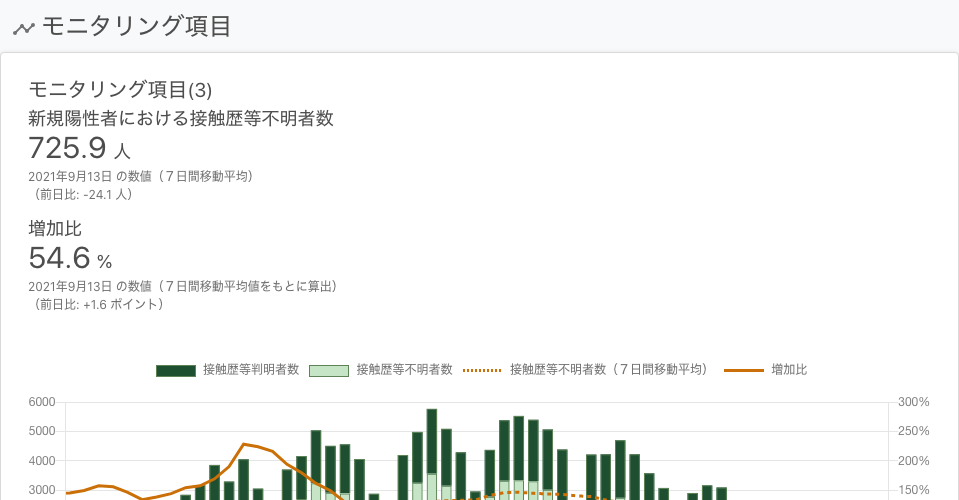 モニタリング項目
モニタリング項目(3)
新規陽性者における接触歴等不明者数
725.9 人
2021年9月13日 の数値（７日間移動平均）
（前日比: -24.1 人）
増加比
54.6 %
2021年9月13日 の数値（７日間移動平均値をもとに算出）
（前日比: +1.6 ポイント）
接触歴等判明者数 接触歴等不明者数 接触歴等不明者数（７日間移動平均） 増加比
6000 300%
5000 250%
4000 200%
3000 150%